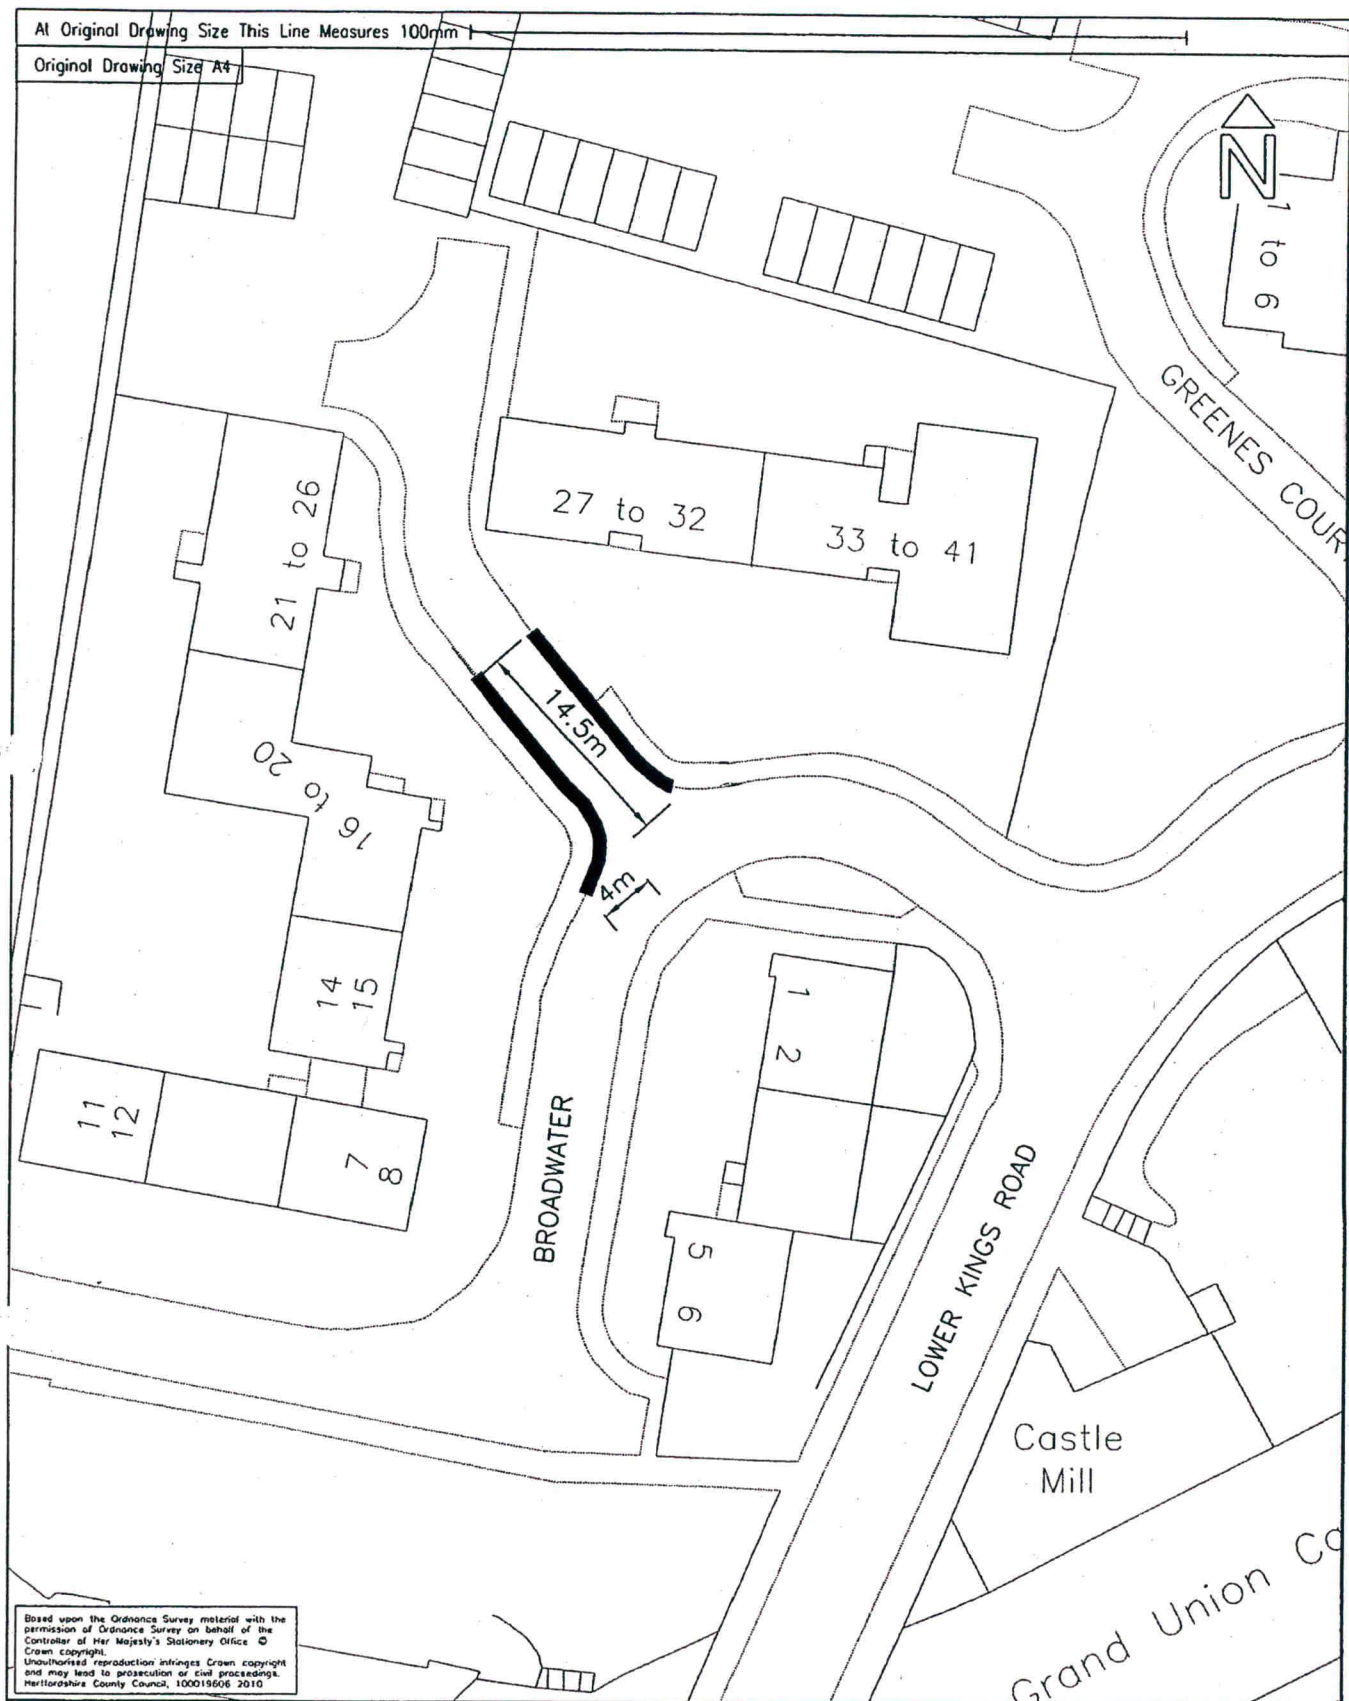 At Original Drawing Size This Line Measures 100mm
Original Drawing Size A4
N
1 to 6
GREENES COUR
27 to 32
33 to 41
21 to 26
14.5m
16 to 20
4m
14
15
1
2
11
12
7
8
BROADWATER
5
6
LOWER KINGS ROAD
Castle
Mill
Grand Union Ca
Based upon the Ordnance Survey material with the
permission of Ordnance Survey on behalf of the
Controller of Her Majesty's Stationery Office ©
Crown copyright.
Unauthorised reproduction infringes Crown copyright
and may lead to prosecution or civil proceedings.
Hertfordshire County Council, 100019606 2010